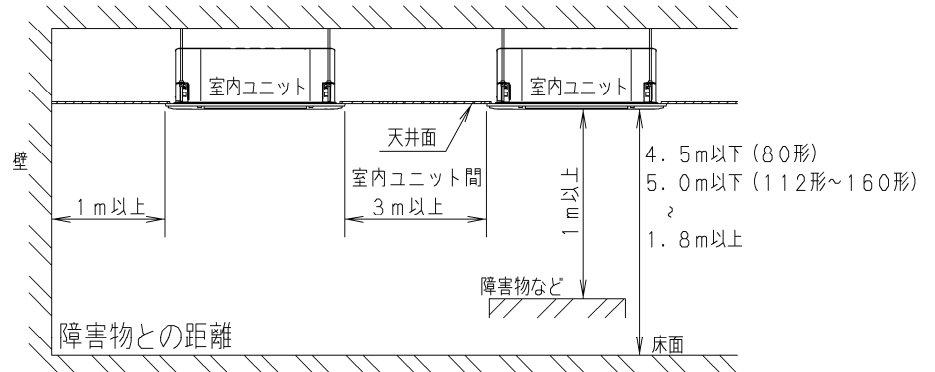 室内ユニット
室内ユニット
天井面
壁
4．5m以下（80形）
室内ユニット間
5．0m以下（112形～160形）
1m以上
3m以上
1m以上
～
1．8m以上
障害物など
障害物との距離
床面